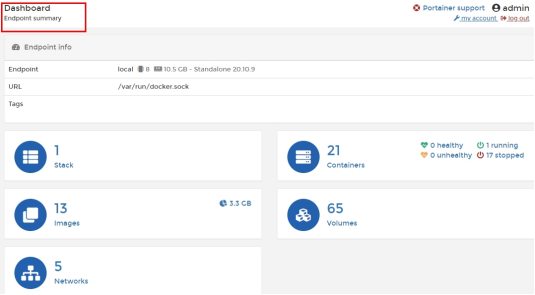 Dashboard
Endpoint summary
Portainer support admin
my account log out
Endpoint info
Endpoint local 8 10.5 GB - Standalone 20.10.9
URL /var/run/docker.sock
Tags
1
Stack
21
Containers
0 healthy 1 running
0 unhealthy 17 stopped
13
Images
3.3 GB
65
Volumes
5
Networks